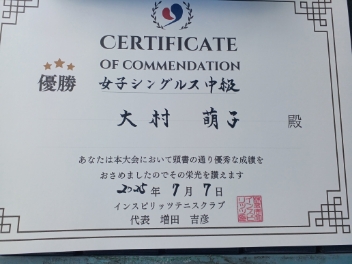 CERTIFICATE
OF COMMENDATION
優勝 女子シングルス中級
大村 萌子 殿
あなたは本大会において頭書の通り優秀な成績を
おさめましたのでその栄光を讃えます
2025年 9月 7日
インスピリッツテニスクラブ
代表 増田 吉彦